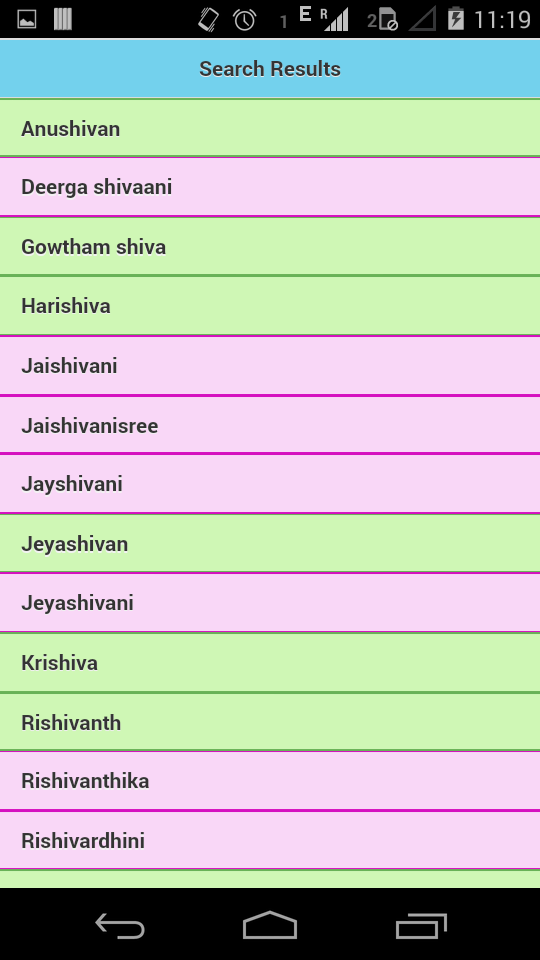 1 E R 2 11:19
Search Results
Anushivan
Deerga shivaani
Gowtham shiva
Harishiva
Jaishivani
Jaishivanisree
Jayshivani
Jeyashivan
Jeyashivani
Krishiva
Rishivanth
Rishivanthika
Rishivardhini